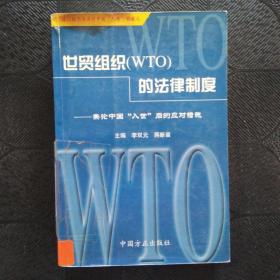 WTO
世贸组织(WTO)
的法律制度
——兼论中国“入世”后的应对措施
主编 李双元 蒋新苗
WTO
中国方正出版社